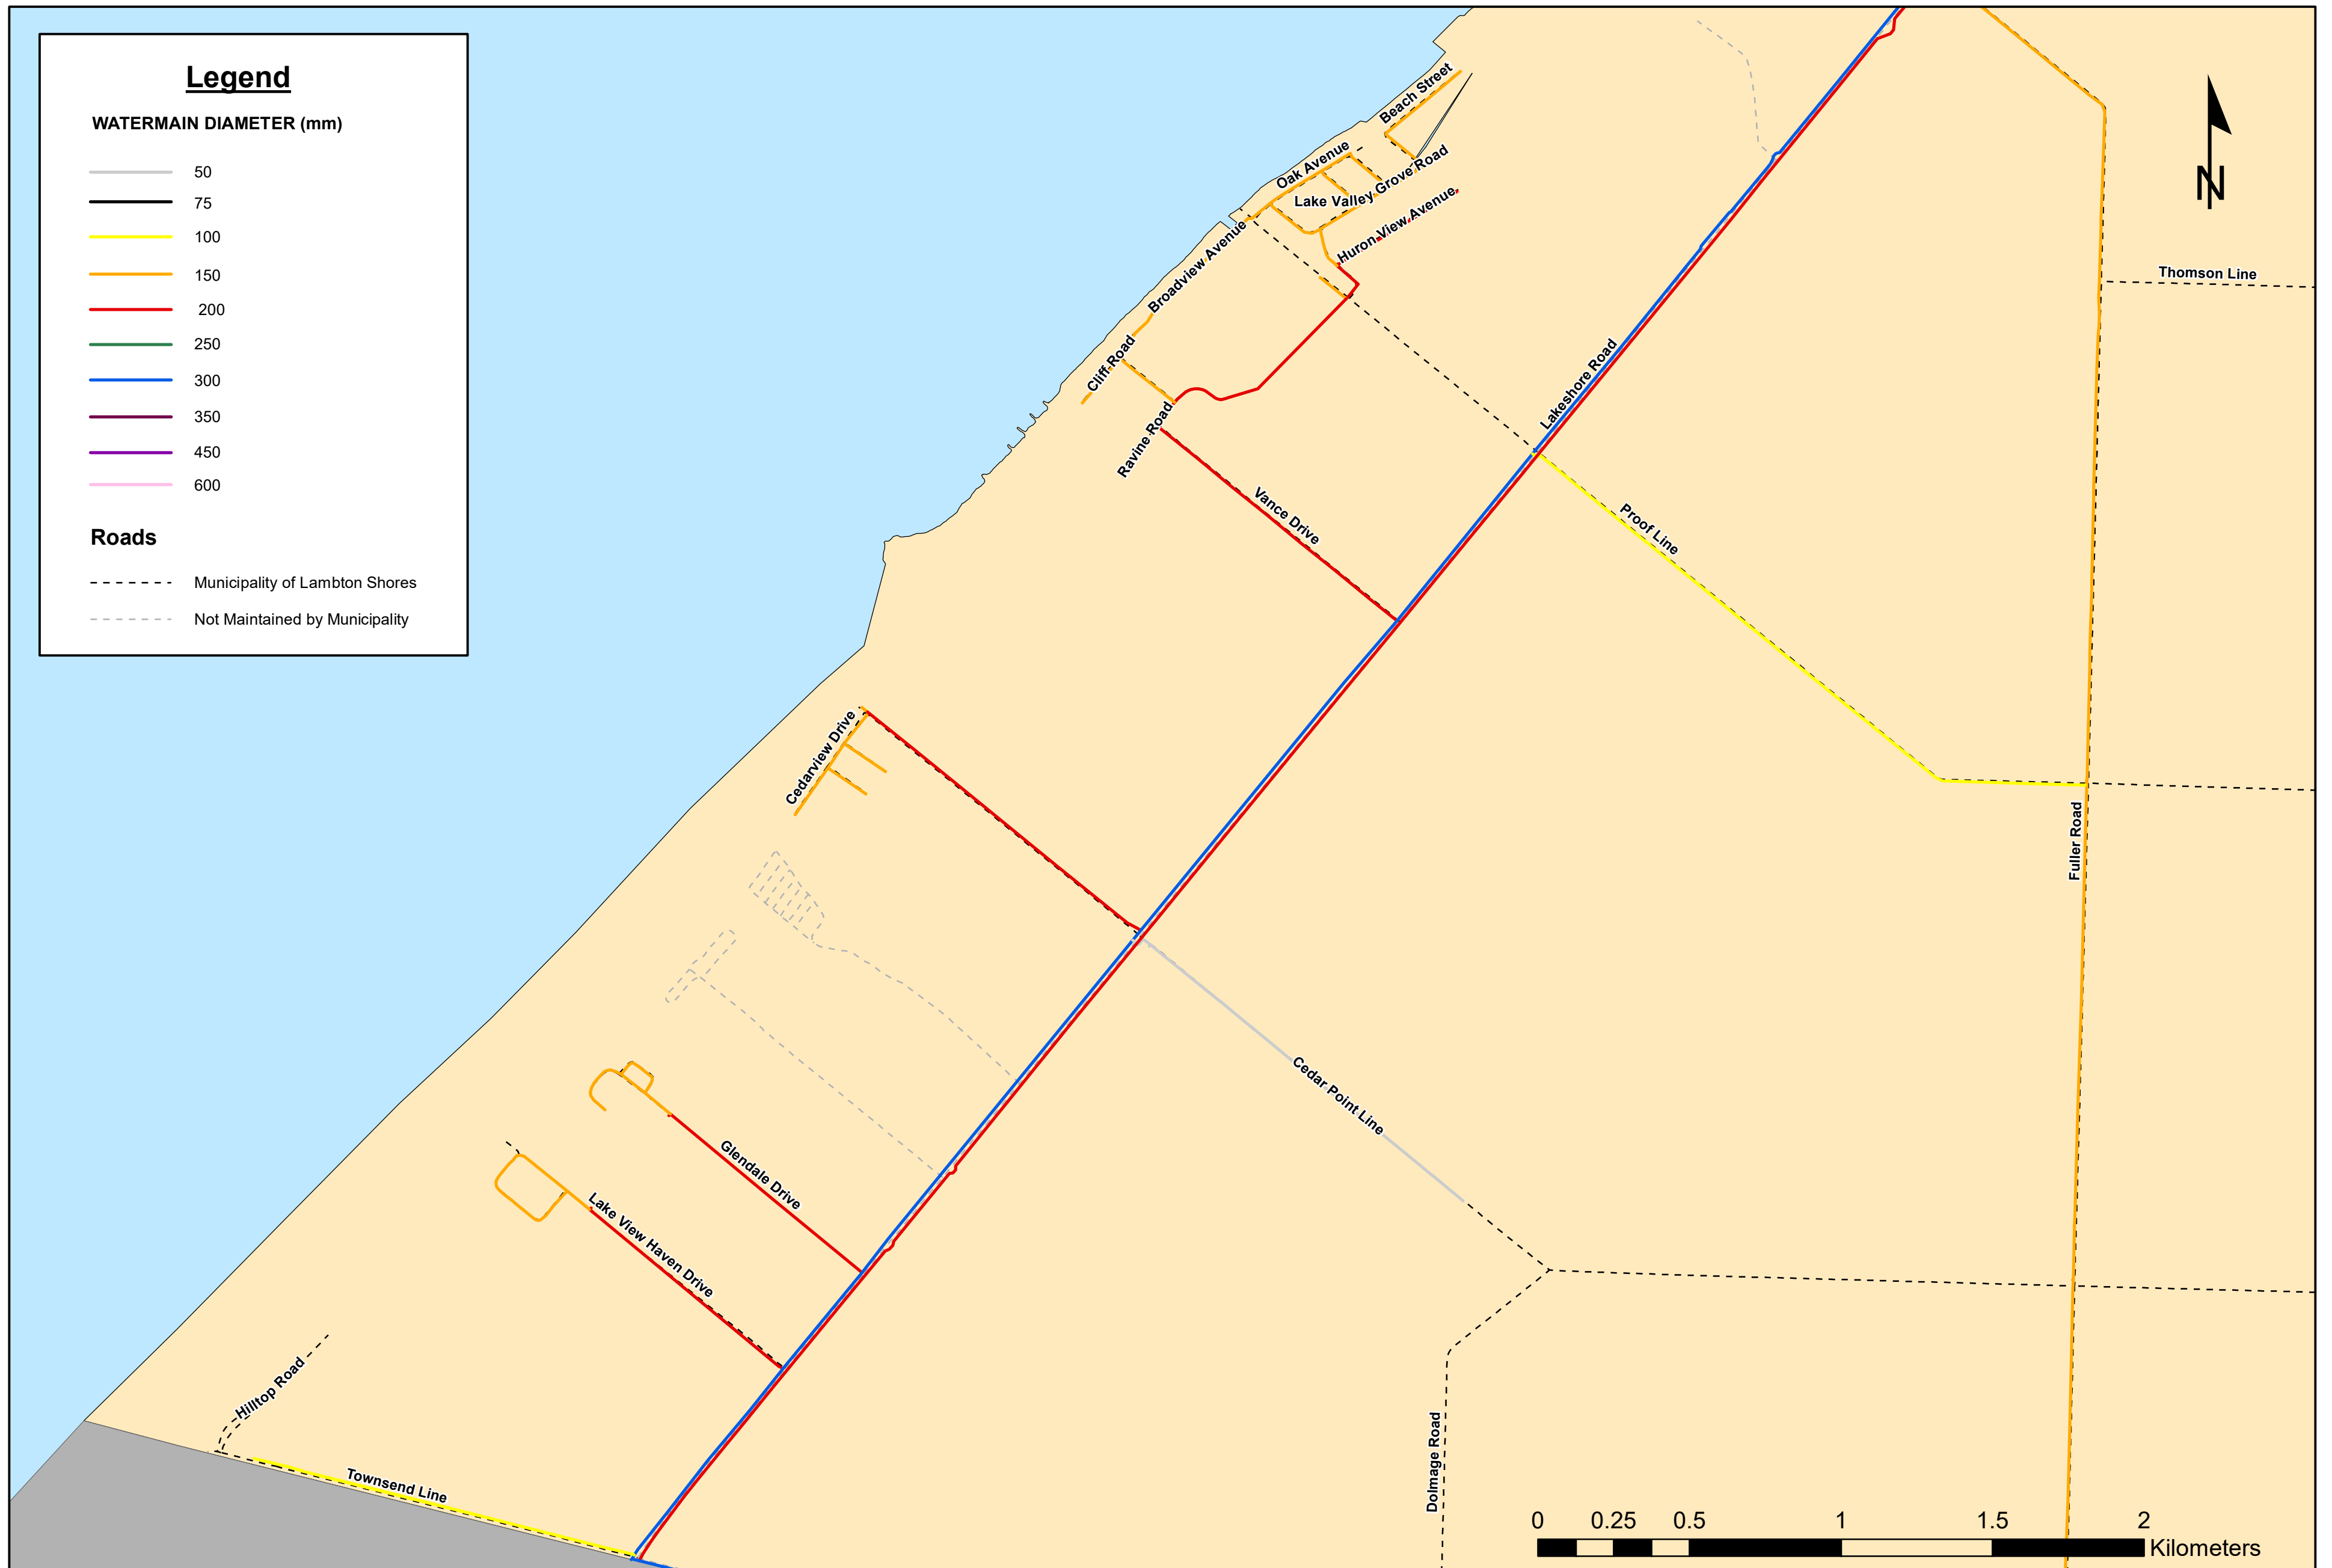 Legend
WATERMAIN DIAMETER (mm)
50
75
100
150
200
250
300
350
450
600
Roads
Municipality of Lambton Shores
Not Maintained by Municipality
Beach Street
Oak Avenue
Lake Valley Grove Road
Huron View Avenue
Broadview Avenue
Cliff Road
Ravine Road
Vance Drive
Lakeshore Road
Proof Line
Thomson Line
N
Fuller Road
Cedarview Drive
Cedar Point Line
Glendale Drive
Lake View Haven Drive
Hilltop Road
Townsend Line
Dolmage Road
0 0.25 0.5 1 1.5 2
Kilometers